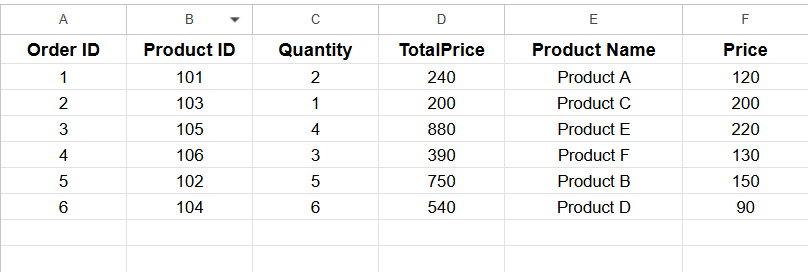 A B C D E F
Order ID Product ID Quantity TotalPrice Product Name Price
1 101 2 240 Product A 120
2 103 1 200 Product C 200
3 105 4 880 Product E 220
4 106 3 390 Product F 130
5 102 5 750 Product B 150
6 104 6 540 Product D 90